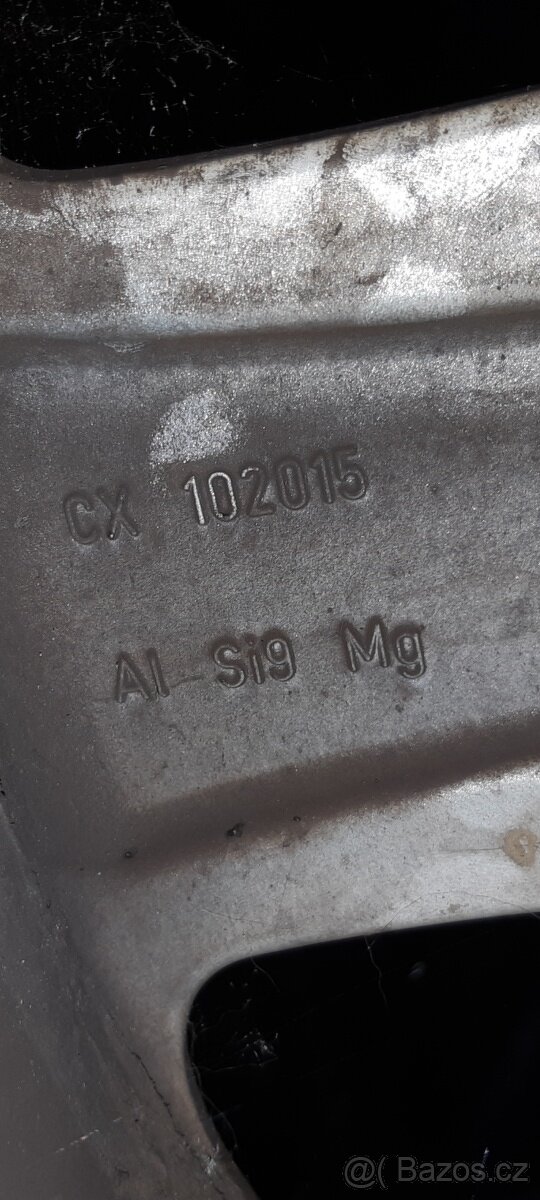 CX 102015
Al Si9 Mg
@( Bazos.cz